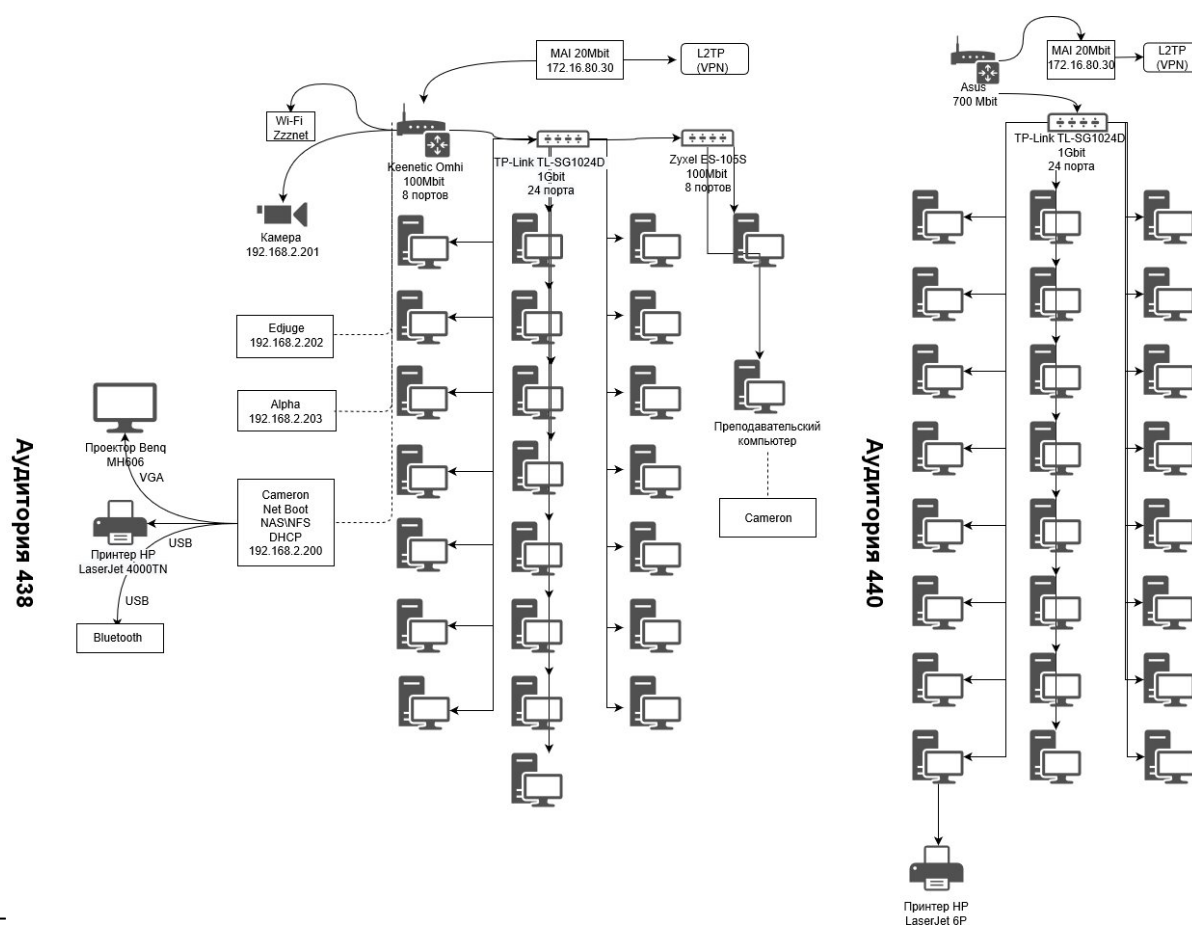 Аудитория 438
MAI 20Mbit
172.16.80.30
L2TP
(VPN)
Wi-Fi
Zzznet
Keenetic Omhi
100Mbit
8 портов
TP-Link TL-SG1024D
1Gbit
24 порта
Zyxel ES-105S
100Mbit
8 портов
Камера
192.168.2.201
Edjuge
192.168.2.202
Alpha
192.168.2.203
Проектор Benq
MH606
VGA
Cameron
Net Boot
NAS\NFS
DHCP
192.168.2.200
Принтер HP
LaserJet 4000TN
USB
USB
Bluetooth
Преподавательский
компьютер
Cameron
Аудитория 440
MAI 20Mbit
172.16.80.30
L2TP
(VPN)
Asus
700 Mbit
TP-Link TL-SG1024D
1Gbit
24 порта
Принтер HP
LaserJet 6P